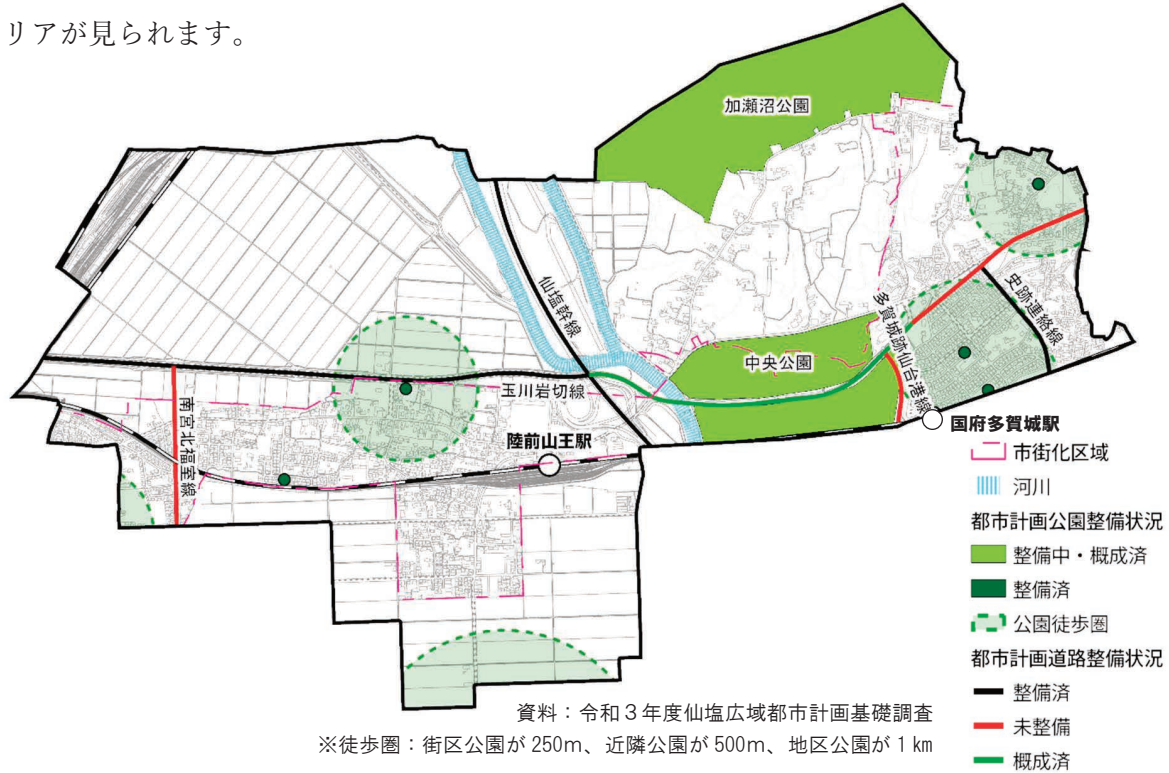 リアが見られます。
加瀬沼公園
仙塩幹線
史跡連絡線
多賀城跡仙台港線
中央公園
玉川岩切線
南宮北福室線
陸前山王駅
国府多賀城駅
市街化区域
河川
都市計画公園整備状況
整備中・概成済
整備済
公園徒歩圏
都市計画道路整備状況
整備済
未整備
概成済
資料：令和３年度仙塩広域都市計画基礎調査
※徒歩圏：街区公園が 250ｍ、近隣公園が 500ｍ、地区公園が 1 ㎞